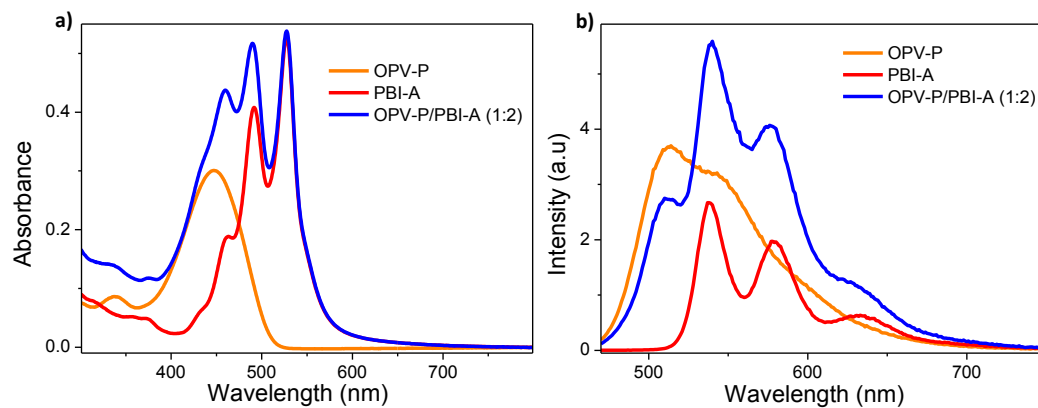 a)
OPV-P
PBI-A
OPV-P/PBI-A (1:2)
Absorbance
0.4
0.2
0.0
400 500 600 700
Wavelength (nm)
b)
OPV-P
PBI-A
OPV-P/PBI-A (1:2)
Intensity (a.u)
4
2
0
500 600 700
Wavelength (nm)